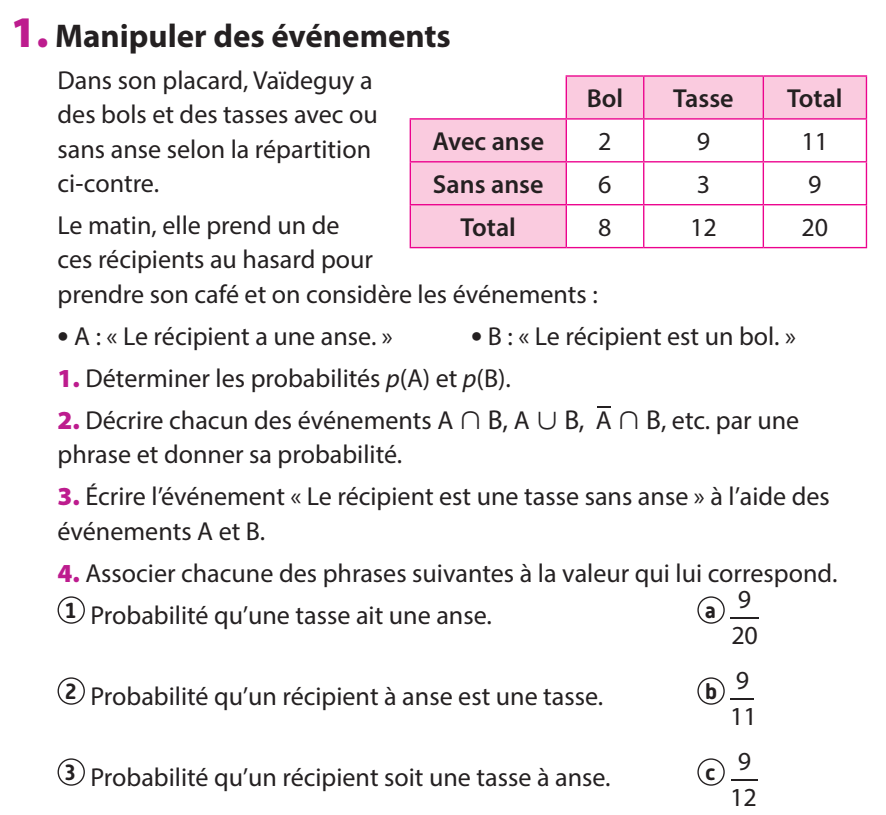 1. Manipuler des événements
Dans son placard, Vaïdeguy a
des bols et des tasses avec ou
sans anse selon la répartition
ci-contre.
Bol Tasse Total
Avec anse 2 9 11
Sans anse 6 3 9
Total 8 12 20
Le matin, elle prend un de
ces récipients au hasard pour
prendre son café et on considère les événements :
• A : « Le récipient a une anse. » • B : « Le récipient est un bol. »
1. Déterminer les probabilités p(A) et p(B).
2. Décrire chacun des événements A ∩ B, A ∪ B, A̅ ∩ B, etc. par une
phrase et donner sa probabilité.
3. Écrire l’événement « Le récipient est une tasse sans anse » à l’aide des
événements A et B.
4. Associer chacune des phrases suivantes à la valeur qui lui correspond.
① Probabilité qu’une tasse ait une anse. ⓐ 9/20
② Probabilité qu’un récipient à anse est une tasse. ⓑ 9/11
③ Probabilité qu’un récipient soit une tasse à anse. ⓒ 9/12